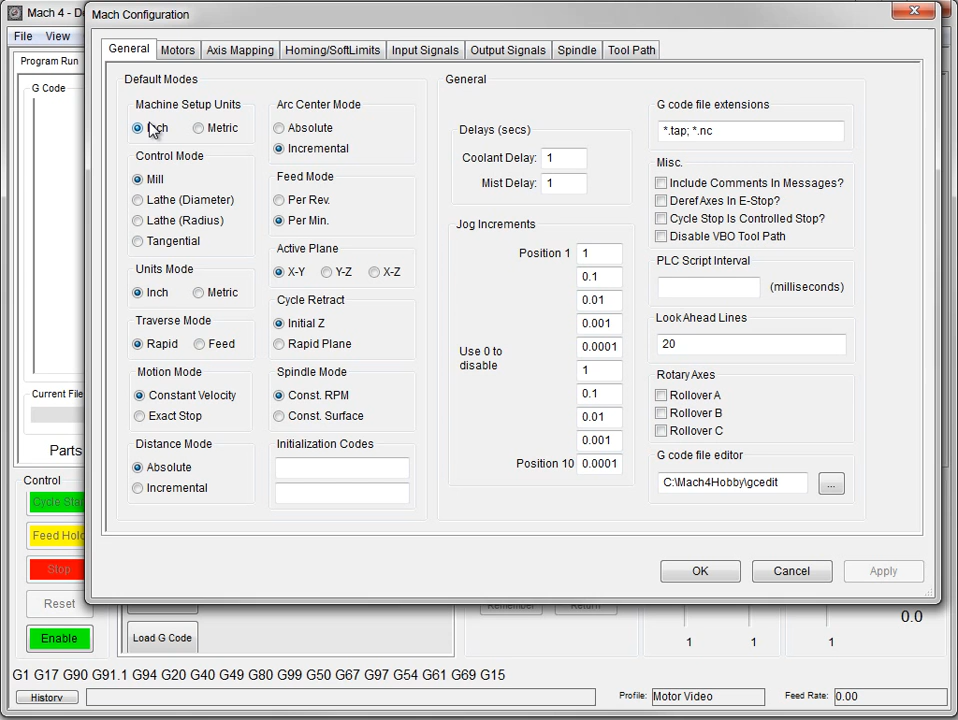 Mach 4 - De
File View
Program Run
G Code
Current File
Parts
Control
Cycle Start
Feed Hold
Stop
Reset
Enable
Load G Code
Remember
Return
1
1
1
0.0
G1 G17 G90 G91.1 G94 G20 G40 G49 G80 G99 G50 G97 G54 G61 G69 G15
History
Profile: Motor Video
Feed Rate: 0.00
Mach Configuration
General Motors Axis Mapping Homing/SoftLimits Input Signals Output Signals Spindle Tool Path
Default Modes
Machine Setup Units
Inch Metric
Control Mode
Mill
Lathe (Diameter)
Lathe (Radius)
Tangential
Units Mode
Inch Metric
Traverse Mode
Rapid Feed
Motion Mode
Constant Velocity
Exact Stop
Distance Mode
Absolute
Incremental
Arc Center Mode
Absolute
Incremental
Feed Mode
Per Rev.
Per Min.
Active Plane
X-Y Y-Z X-Z
Cycle Retract
Initial Z
Rapid Plane
Spindle Mode
Const. RPM
Const. Surface
Initialization Codes
General
Delays (secs)
Coolant Delay: 1
Mist Delay: 1
Jog Increments
Position 1 1
0.1
0.01
0.001
0.0001
Use 0 to
disable
1
0.1
0.01
0.001
Position 10 0.0001
G code file extensions
*.tap; *.nc
Misc.
Include Comments In Messages?
Deref Axes In E-Stop?
Cycle Stop Is Controlled Stop?
Disable VBO Tool Path
PLC Script Interval
(milliseconds)
Look Ahead Lines
20
Rotary Axes
Rollover A
Rollover B
Rollover C
G code file editor
C:\Mach4Hobby\gcedit
...
OK Cancel Apply